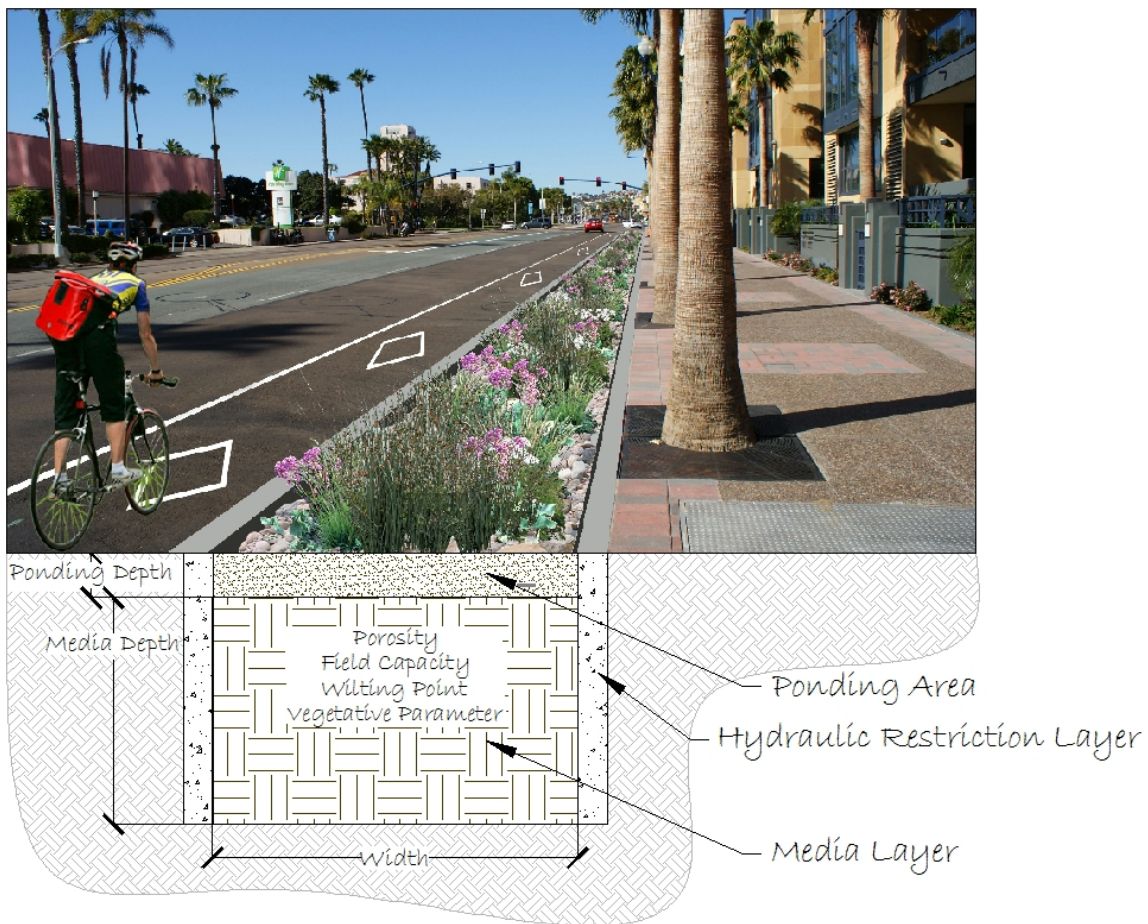 Ponding Depth
Media Depth
Porosity
Field Capacity
Wilting Point
Vegetative Parameter
Ponding Area
Hydraulic Restriction Layer
Media Layer
Width